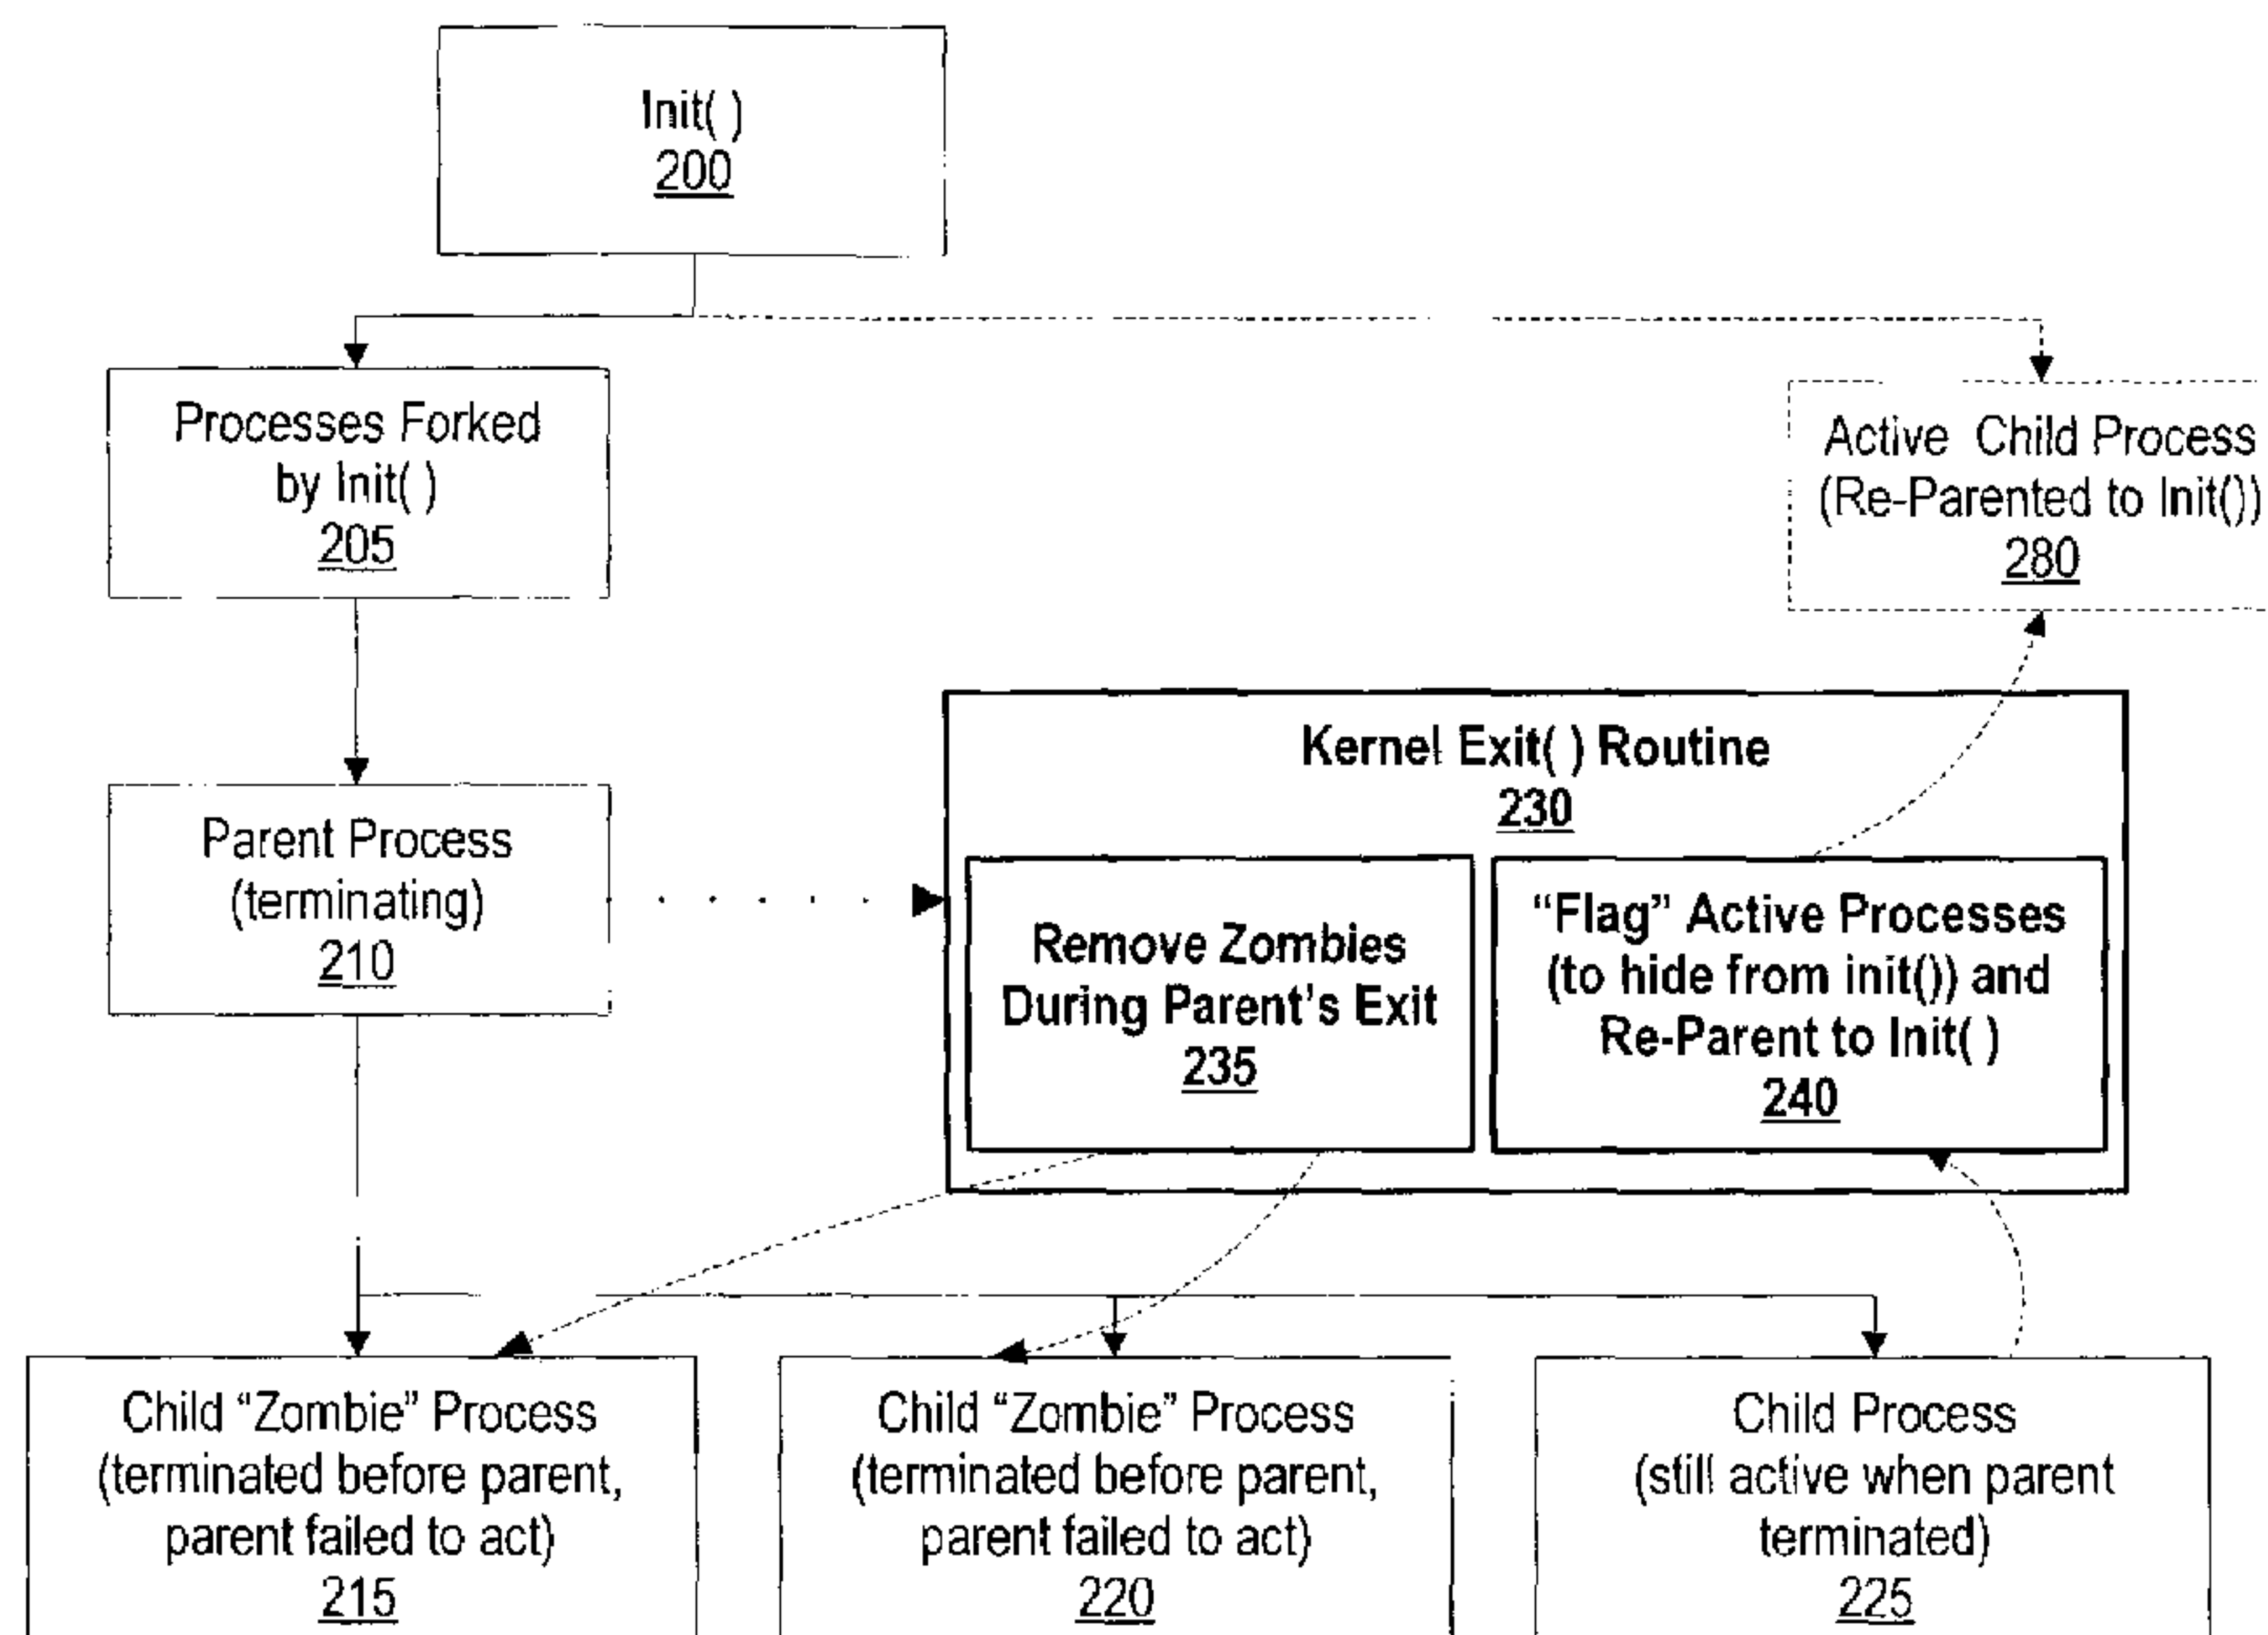 Init( )
200
Processes Forked
by Init( )
205
Active Child Process
(Re-Parented to Init())
280
Parent Process
(terminating)
210
Kernel Exit( ) Routine
230
Remove Zombies
During Parent's Exit
235
“Flag” Active Processes
(to hide from init()) and
Re-Parent to Init( )
240
Child “Zombie” Process
(terminated before parent,
parent failed to act)
215
Child “Zombie” Process
(terminated before parent,
parent failed to act)
220
Child Process
(still active when parent
terminated)
225